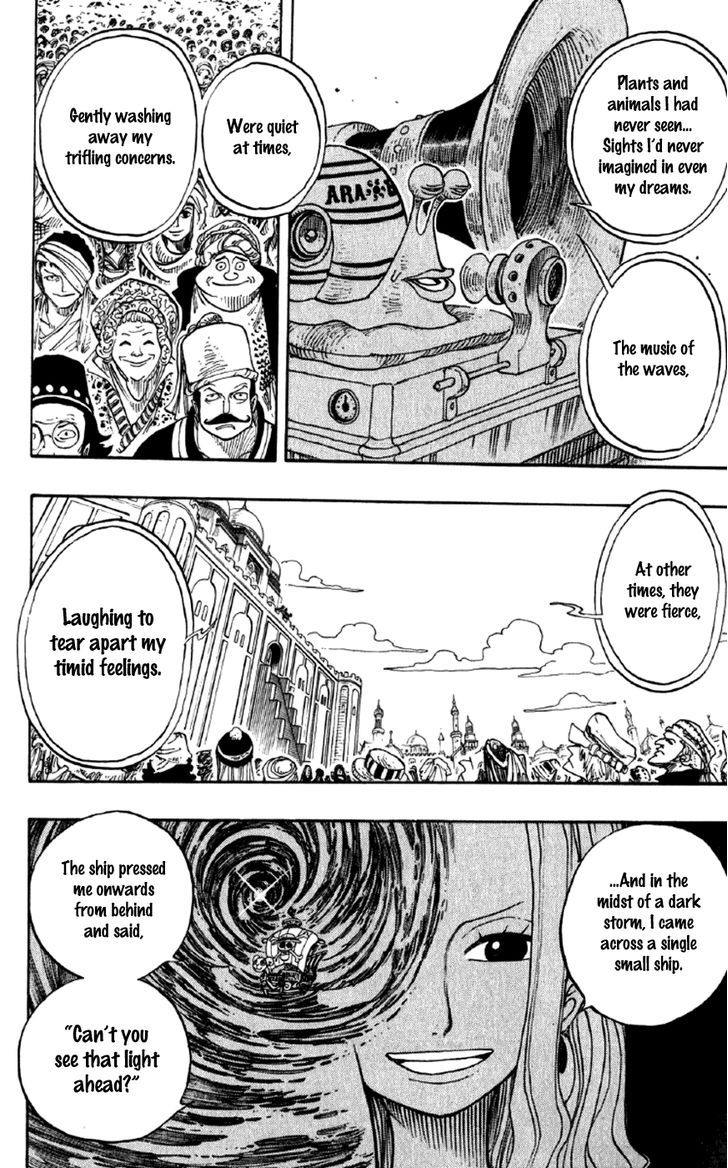 Plants and
animals I had
never seen...
Sights I'd never
imagined in even
my dreams.
The music of
the waves,
ARA
Were quiet
at times,
Gently washing
away my
trifling concerns.
At other
times, they
were fierce,
Laughing to
tear apart my
timid feelings.
...And in the
midst of a dark
storm, I came
across a single
small ship.
The ship pressed
me onwards
from behind
and said,
"Can't you
see that light
ahead?"